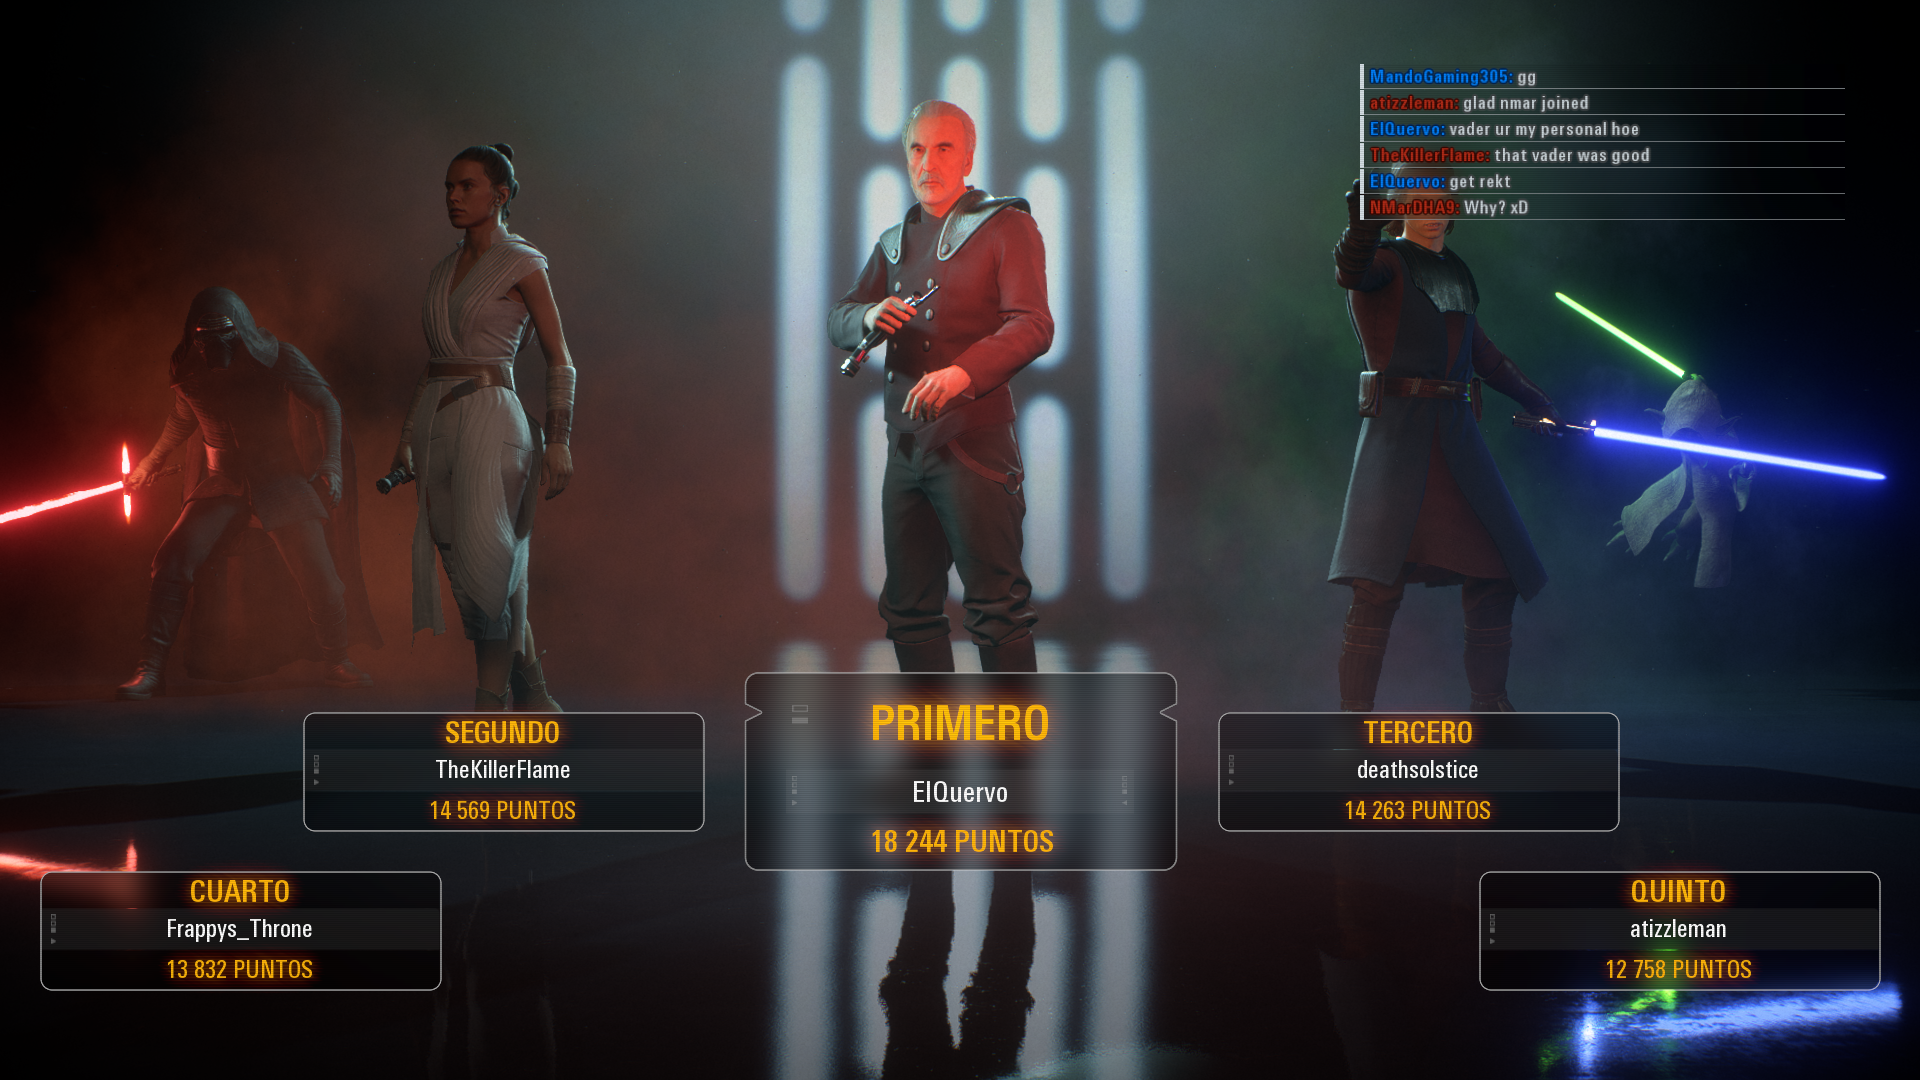 MandoGaming305: gg
atizzleman: glad nmar joined
ElQuervo: vader ur my personal hoe
TheKillerFlame: that vader was good
ElQuervo: get rekt
NMarDHA9: Why? xD
PRIMERO
ElQuervo
18 244 PUNTOS
SEGUNDO
TheKillerFlame
14 569 PUNTOS
TERCERO
deathsolstice
14 263 PUNTOS
CUARTO
Frappys_Throne
13 832 PUNTOS
QUINTO
atizzleman
12 758 PUNTOS